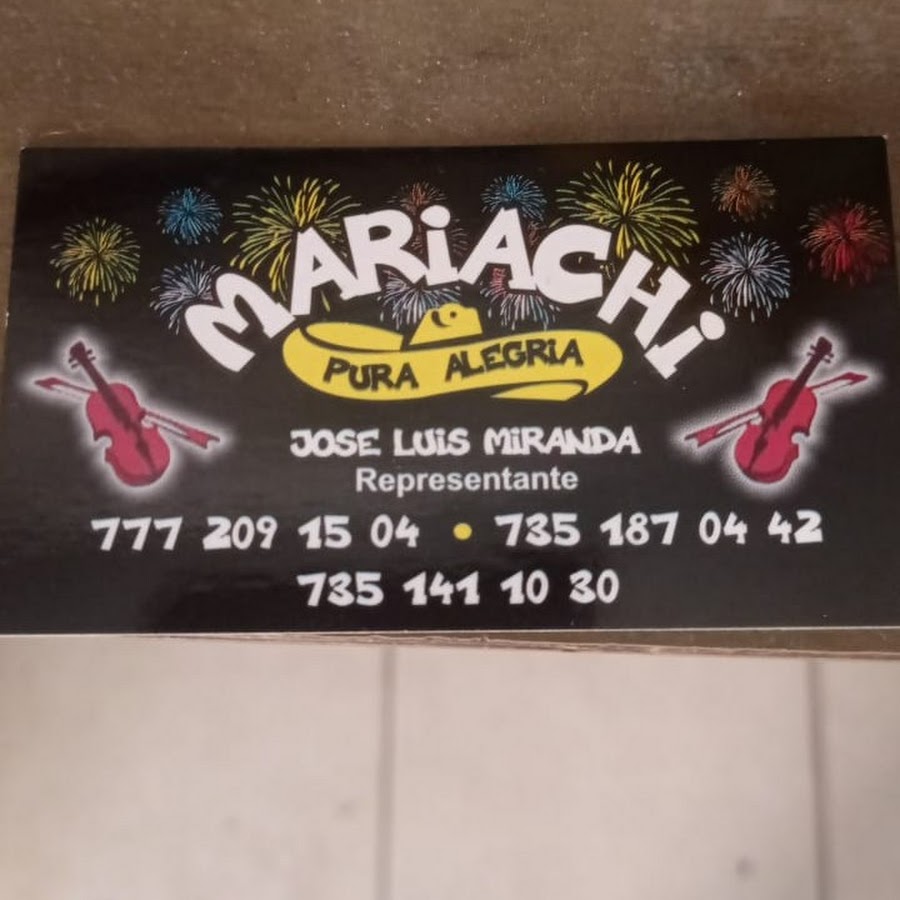 MARiACHi
PURA ALEGRIA
JOSE LUiS MiRANDA
Representante
777 209 15 04 • 735 187 04 42
735 141 10 30